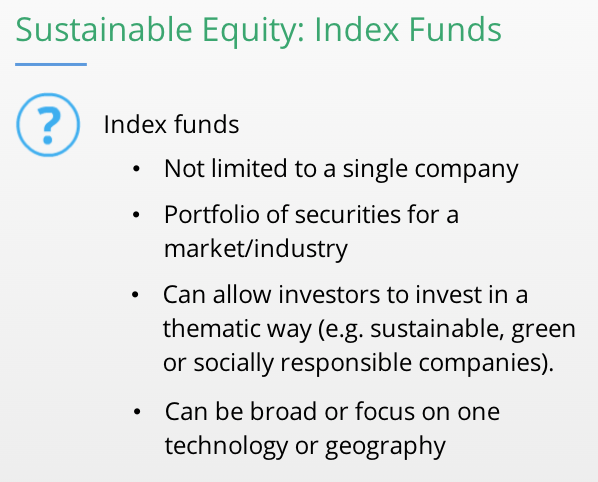 Sustainable Equity: Index Funds
?
Index funds
• Not limited to a single company
• Portfolio of securities for a
market/industry
• Can allow investors to invest in a
thematic way (e.g. sustainable, green
or socially responsible companies).
• Can be broad or focus on one
technology or geography